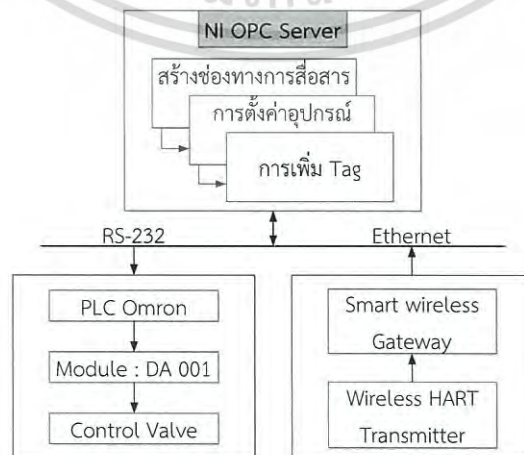 NI OPC Server
สร้างช่องทางการสื่อสาร
การตั้งค่าอุปกรณ์
การเพิ่ม Tag
RS-232
Ethernet
PLC Omron
Module : DA 001
Control Valve
Smart wireless
Gateway
Wireless HART
Transmitter